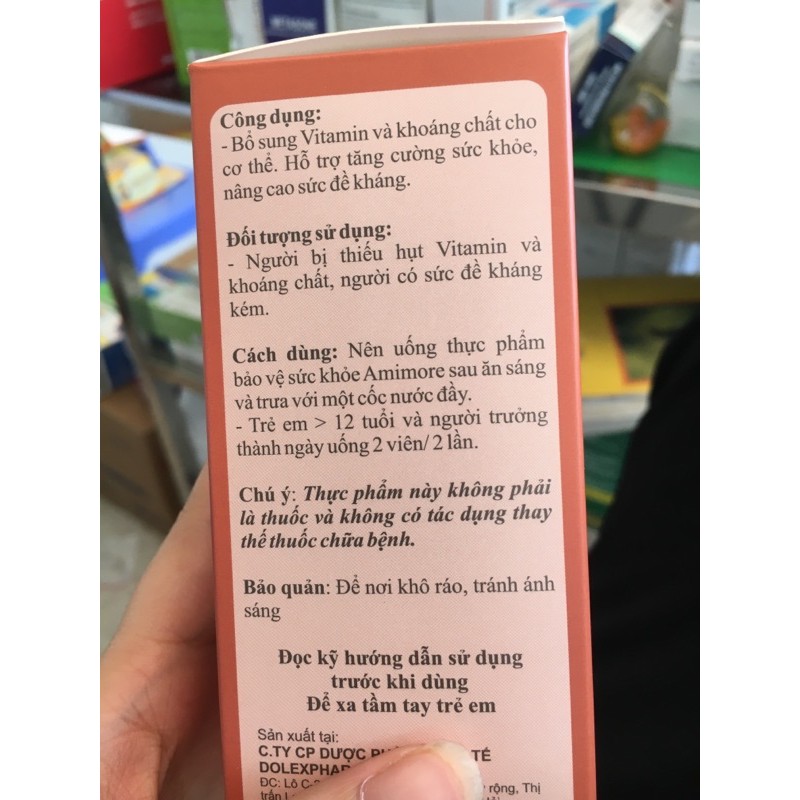 Công dụng:
- Bổ sung Vitamin và khoáng chất cho
cơ thể. Hỗ trợ tăng cường sức khỏe,
nâng cao sức đề kháng.
Đối tượng sử dụng:
- Người bị thiếu hụt Vitamin và
khoáng chất, người có sức đề kháng
kém.
Cách dùng: Nên uống thực phẩm
bảo vệ sức khỏe Amimore sau ăn sáng
và trưa với một cốc nước đầy.
- Trẻ em > 12 tuổi và người trưởng
thành ngày uống 2 viên/ 2 lần.
Chú ý: Thực phẩm này không phải
là thuốc và không có tác dụng thay
thế thuốc chữa bệnh.
Bảo quản: Để nơi khô ráo, tránh ánh
sáng
Đọc kỹ hướng dẫn sử dụng
trước khi dùng
Để xa tầm tay trẻ em
Sản xuất tại:
C.TY CP DƯỢC TẾ
ĐC: Lô rộng, Thị
trấn